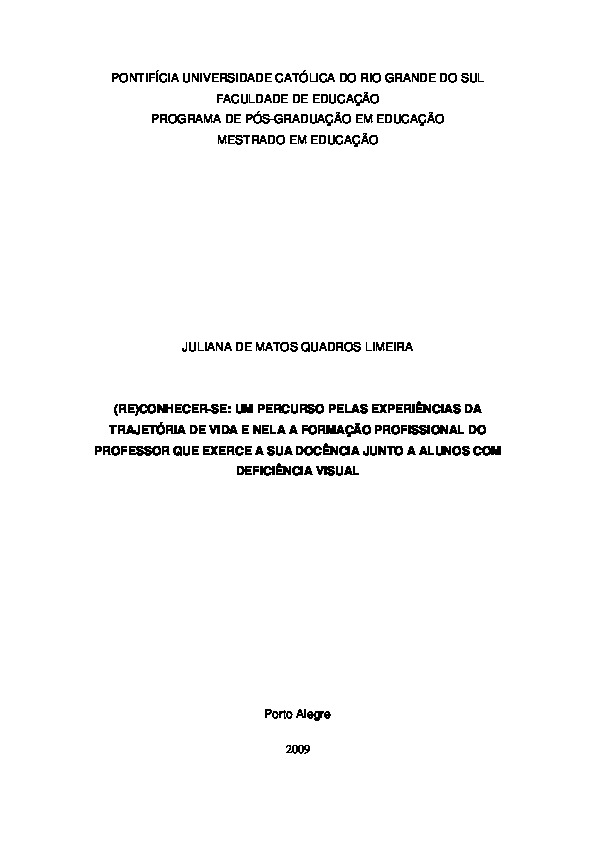 PONTIFÍCIA UNIVERSIDADE CATÓLICA DO RIO GRANDE DO SUL
FACULDADE DE EDUCAÇÃO
PROGRAMA DE PÓS-GRADUAÇÃO EM EDUCAÇÃO
MESTRADO EM EDUCAÇÃO
JULIANA DE MATOS QUADROS LIMEIRA
(RE)CONHECER-SE: UM PERCURSO PELAS EXPERIÊNCIAS DA
TRAJETÓRIA DE VIDA E NELA A FORMAÇÃO PROFISSIONAL DO
PROFESSOR QUE EXERCE A SUA DOCÊNCIA JUNTO A ALUNOS COM
DEFICIÊNCIA VISUAL
Porto Alegre
2009